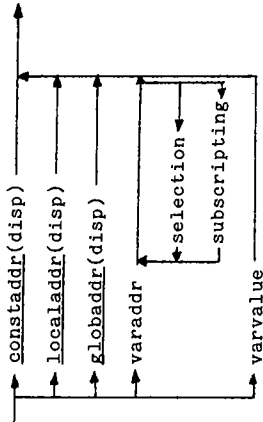 constaddr(disp)
localaddr(disp)
globaddr(disp)
varaddr
selection
subscripting
varvalue